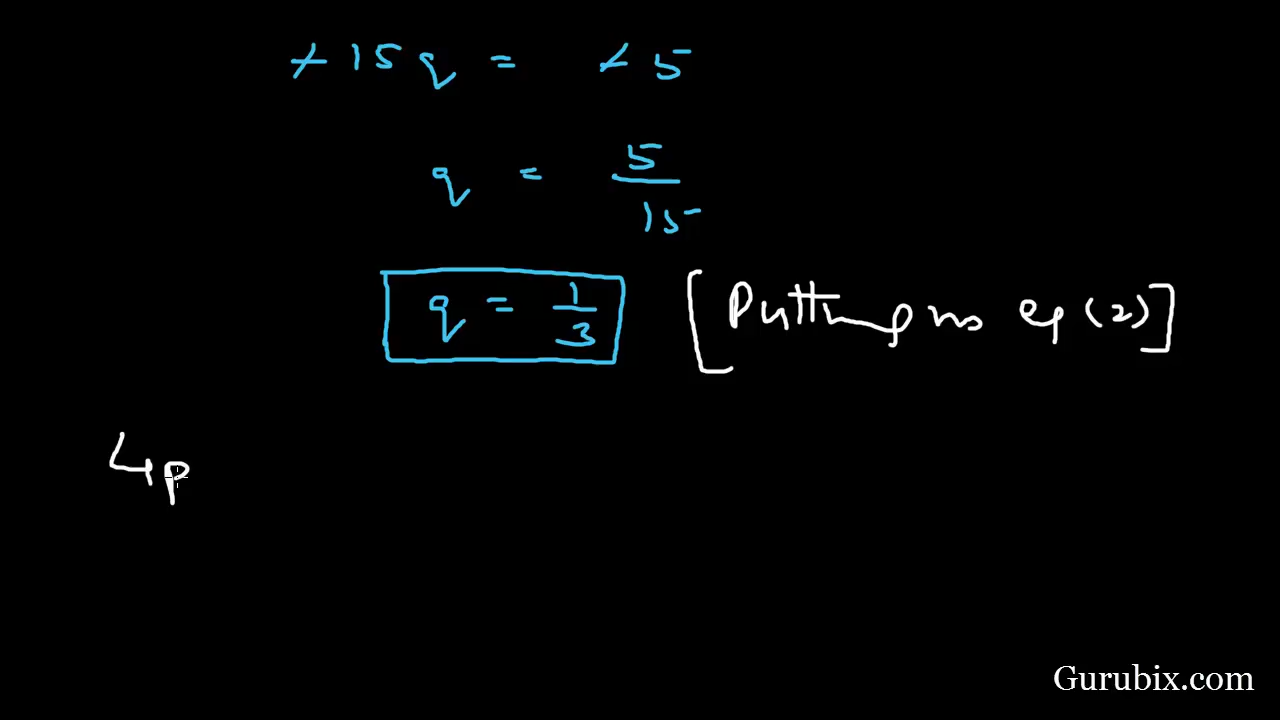 -15q = -5
q = 5/15
q = 1/3 [Putting in eq (2)]
4p
Gurubix.com